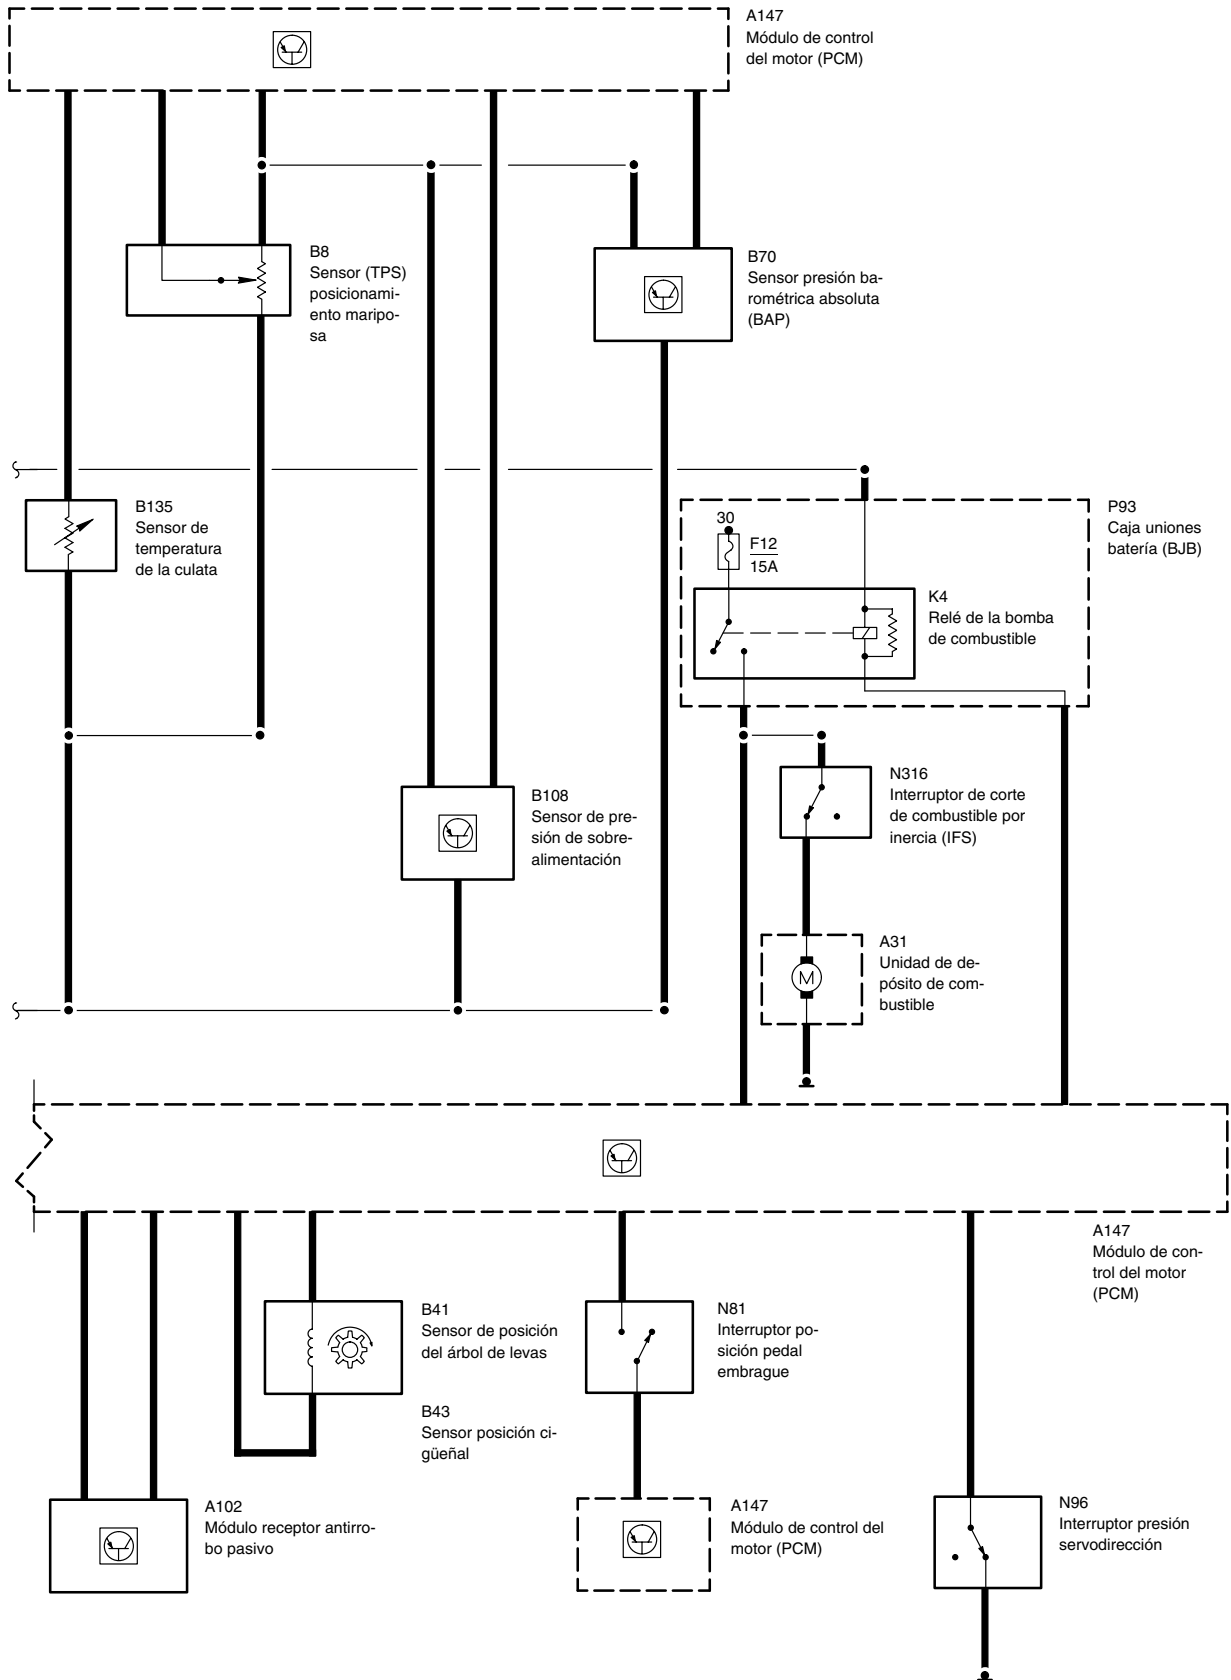 A147
Módulo de control
del motor (PCM)
B8
Sensor (TPS)
posicionami-
ento maripo-
sa
B70
Sensor presión ba-
rométrica absoluta
(BAP)
B135
Sensor de
temperatura
de la culata
P93
Caja uniones
batería (BJB)
30
F12
15A
K4
Relé de la bomba
de combustible
N316
Interruptor de corte
de combustible por
inercia (IFS)
B108
Sensor de pre-
sión de sobre-
alimentación
A31
Unidad de de-
pósito de com-
bustible
M
A147
Módulo de con-
trol del motor
(PCM)
B41
Sensor de posición
del árbol de levas
B43
Sensor posición ci-
güeñal
N81
Interruptor po-
sición pedal
embrague
A102
Módulo receptor antirro-
bo pasivo
A147
Módulo de control del
motor (PCM)
N96
Interruptor presión
servodirección